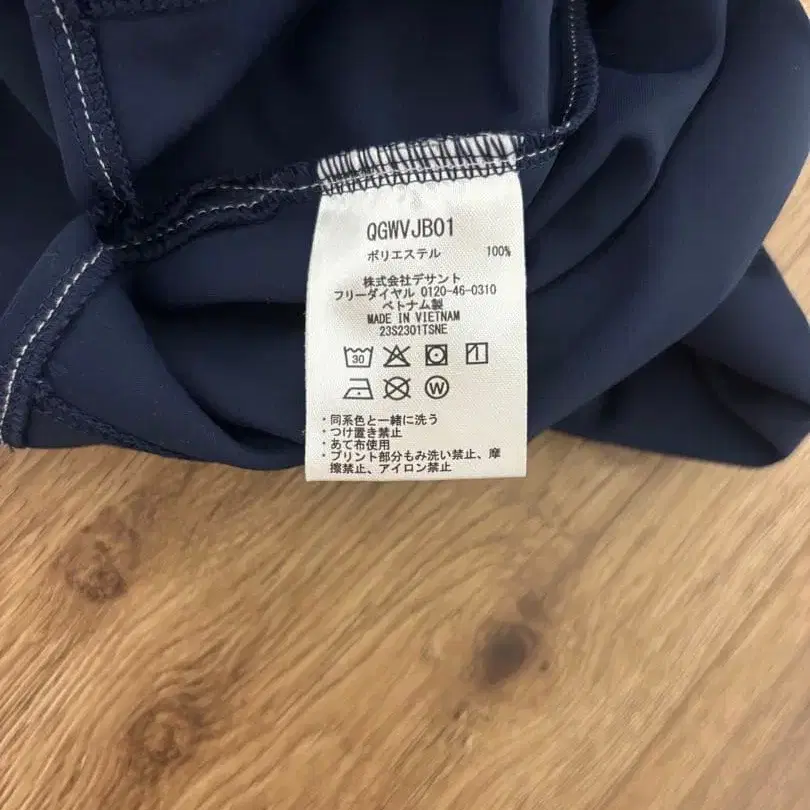 QGWVJB01
ポリエステル 100%
株式会社デサント
フリーダイヤル 0120-46-0310
ベトナム製
MADE IN VIETNAM
23S2301TSNE
30
W
・同系色と一緒に洗う
・つけ置き禁止
・あて布使用
・プリント部分もみ洗い禁止、摩
擦禁止、アイロン禁止